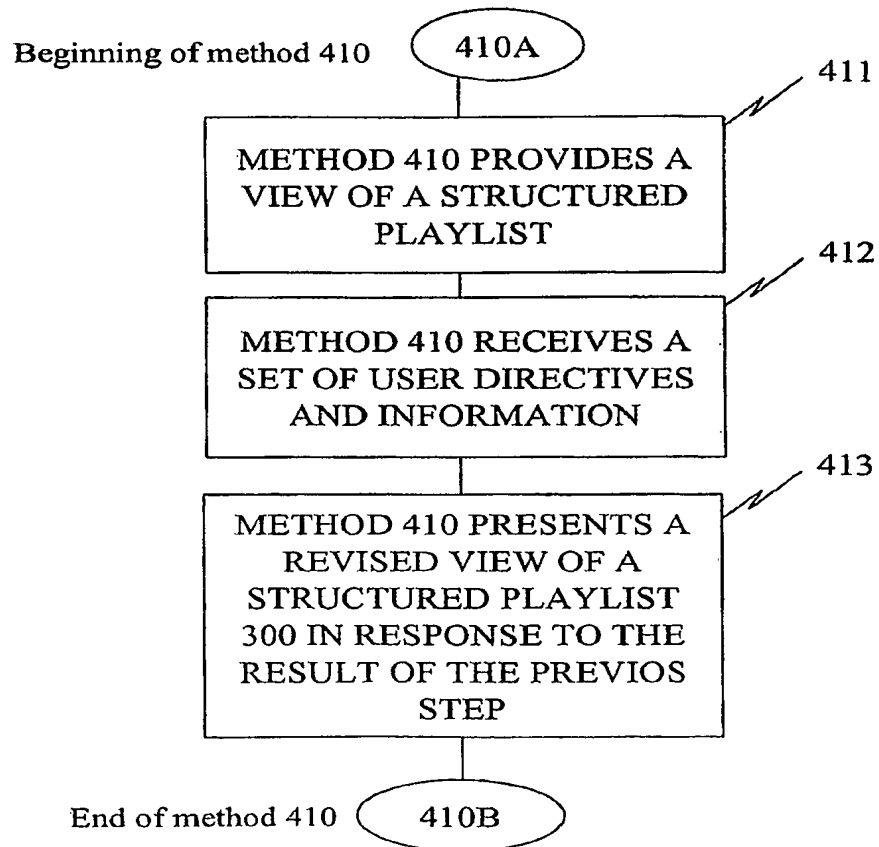 Beginning of method 410
410A
411
METHOD 410 PROVIDES A
VIEW OF A STRUCTURED
PLAYLIST
412
METHOD 410 RECEIVES A
SET OF USER DIRECTIVES
AND INFORMATION
413
METHOD 410 PRESENTS A
REVISED VIEW OF A
STRUCTURED PLAYLIST
300 IN RESPONSE TO THE
RESULT OF THE PREVIOS
STEP
End of method 410
410B